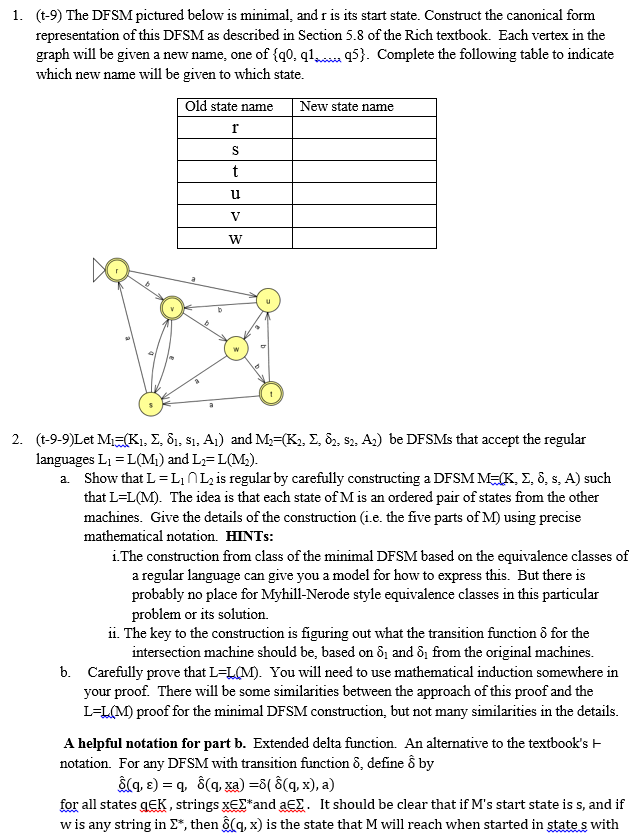 1. (t-9) The DFSM pictured below is minimal, and r is its start state. Construct the canonical form
representation of this DFSM as described in Section 5.8 of the Rich textbook. Each vertex in the
graph will be given a new name, one of {q0, q1,...., q5}. Complete the following table to indicate
which new name will be given to which state.
Old state name New state name
r
s
t
u
v
w
r
a
b
u
v
b
b
a
w
b
a
b
a
b
a
t
s
a
2. (t-9-9)Let M₁=(K₁, Σ, δ₁, s₁, A₁) and M₂=(K₂, Σ, δ₂, s₂, A₂) be DFSMs that accept the regular
languages L₁ = L(M₁) and L₂= L(M₂).
a. Show that L = L₁ ⋂ L₂ is regular by carefully constructing a DFSM M=(K, Σ, δ, s, A) such
that L=L(M). The idea is that each state of M is an ordered pair of states from the other
machines. Give the details of the construction (i.e. the five parts of M) using precise
mathematical notation. HINTs:
i.The construction from class of the minimal DFSM based on the equivalence classes of
a regular language can give you a model for how to express this. But there is
probably no place for Myhill-Nerode style equivalence classes in this particular
problem or its solution.
ii. The key to the construction is figuring out what the transition function δ for the
intersection machine should be, based on δ₁ and δ₁ from the original machines.
b. Carefully prove that L=L(M). You will need to use mathematical induction somewhere in
your proof. There will be some similarities between the approach of this proof and the
L=L(M) proof for the minimal DFSM construction, but not many similarities in the details.
A helpful notation for part b. Extended delta function. An alternative to the textbook's ⊢
notation. For any DFSM with transition function δ, define δ̂ by
δ̂(q, ε) = q, δ̂(q, xa) =δ( δ̂(q, x), a)
for all states q∈K, strings x∈Σ*and a∈Σ. It should be clear that if M's start state is s, and if
w is any string in Σ*, then δ̂(q, x) is the state that M will reach when started in state s with